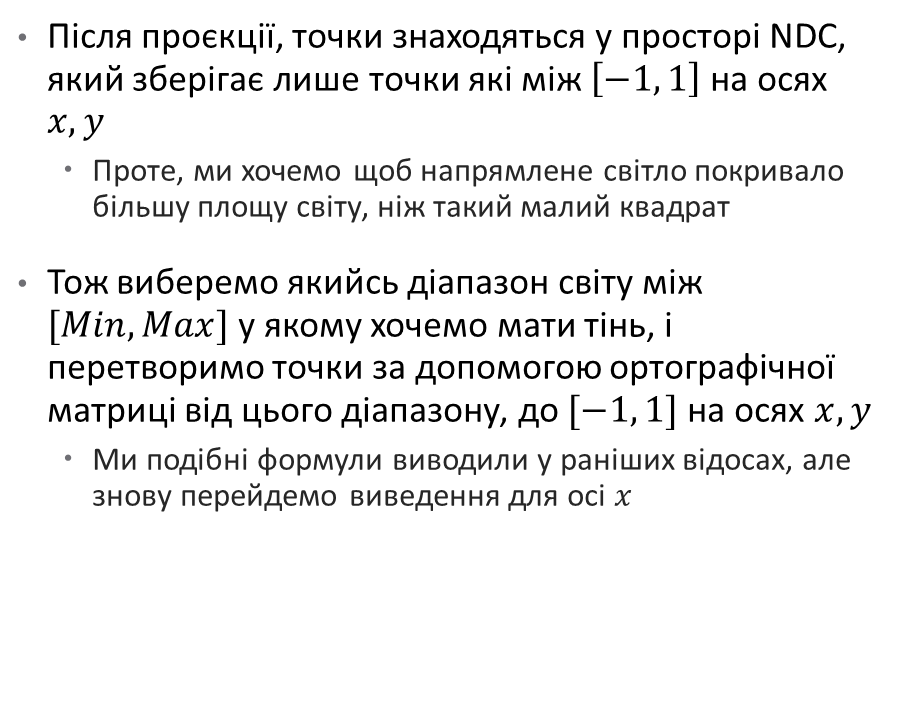 • Після проєкції, точки знаходяться у просторі NDC,
який зберігає лише точки які між [−1, 1] на осях
x, y
• Проте, ми хочемо щоб напрямлене світло покривало
більшу площу світу, ніж такий малий квадрат
• Тож виберемо якийсь діапазон світу між
[Min, Max] у якому хочемо мати тінь, і
перетворимо точки за допомогою ортографічної
матриці від цього діапазону, до [−1, 1] на осях x, y
• Ми подібні формули виводили у раніших відосах, але
знову перейдемо виведення для осі x